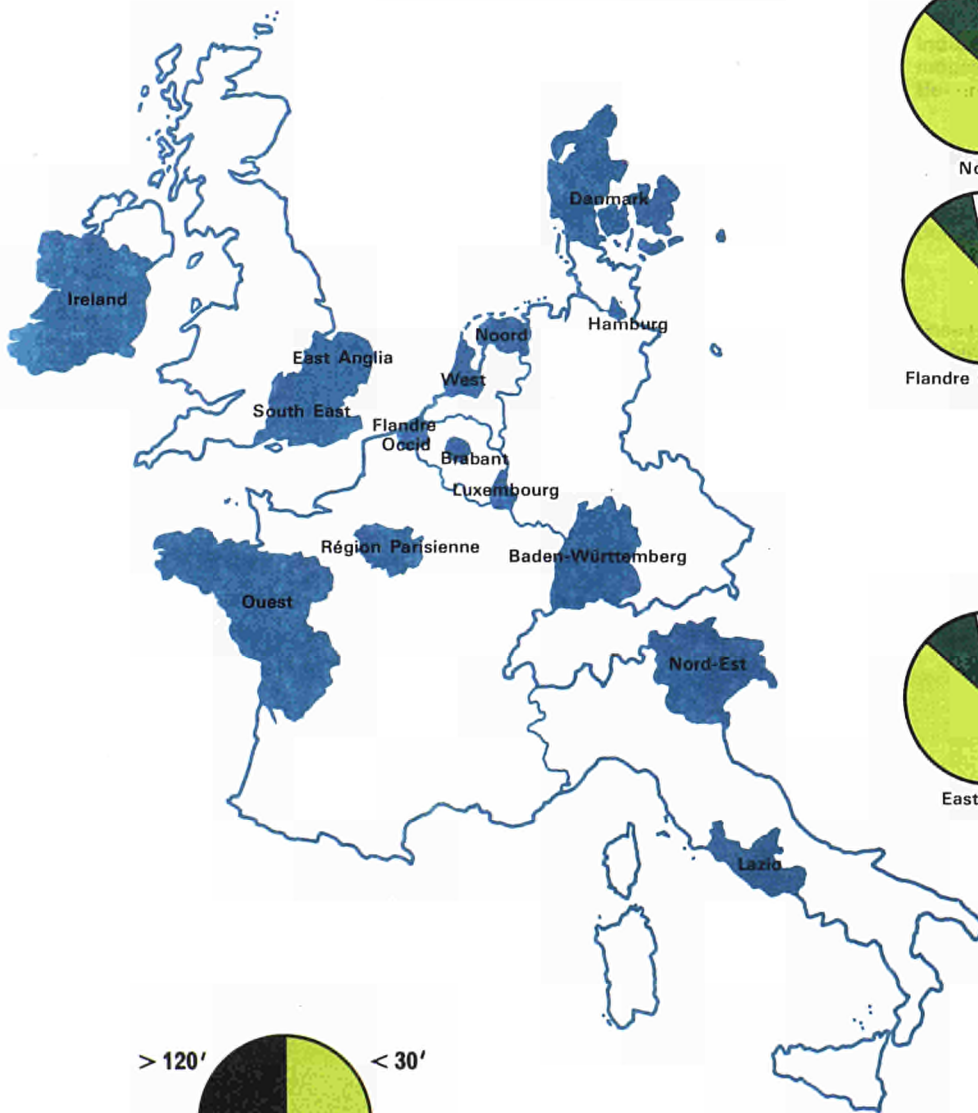 No
Danmark
Ireland
Hamburg
Noord
East Anglia
West
Flandre
South East
Flandre
Occid
Brabant
Luxembourg
Région Parisienne
Baden-Württemberg
Ouest
Nord-Est
East
Lazio
> 120′
< 30′